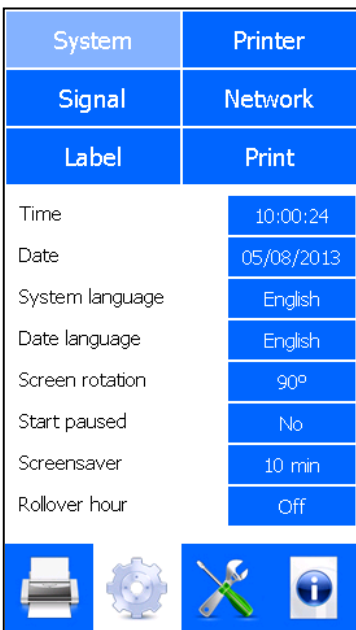 System Printer
Signal Network
Label Print
Time 10:00:24
Date 05/08/2013
System language English
Date language English
Screen rotation 90º
Start paused No
Screensaver 10 min
Rollover hour Off
i